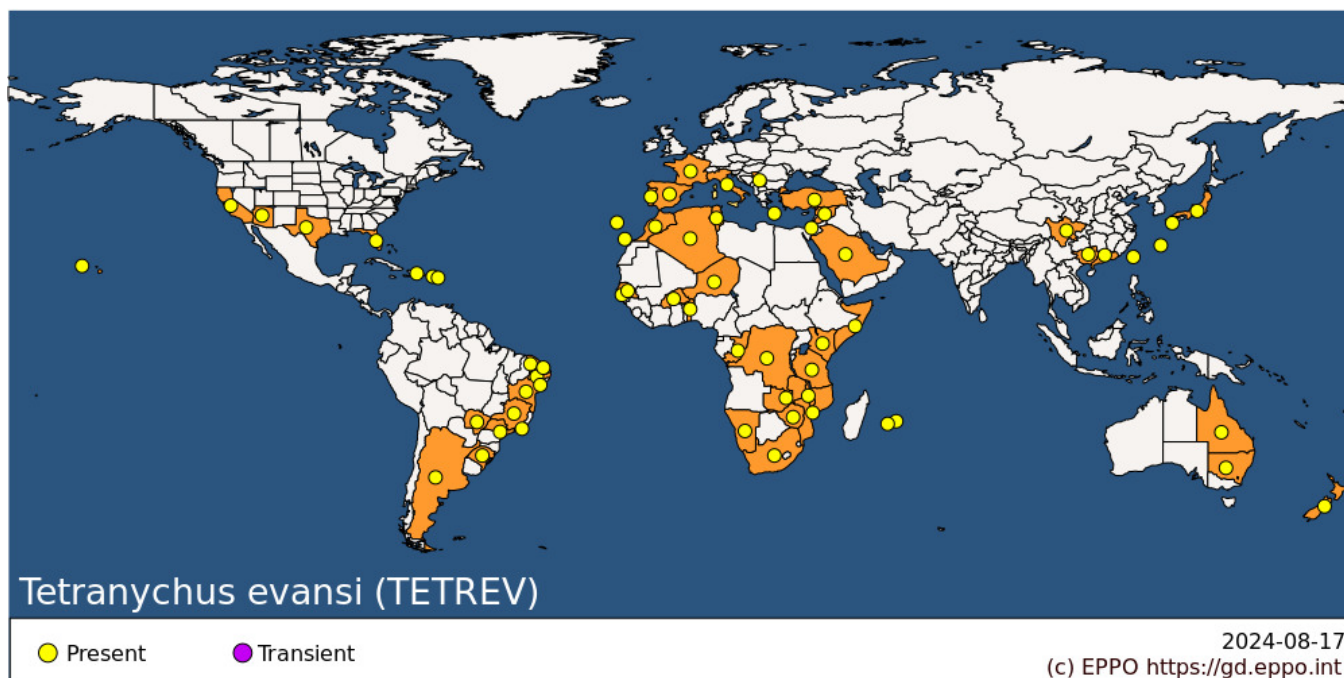 Tetranychus evansi (TETREV)
Present
Transient
2024-08-17
(c) EPPO https://gd.eppo.int